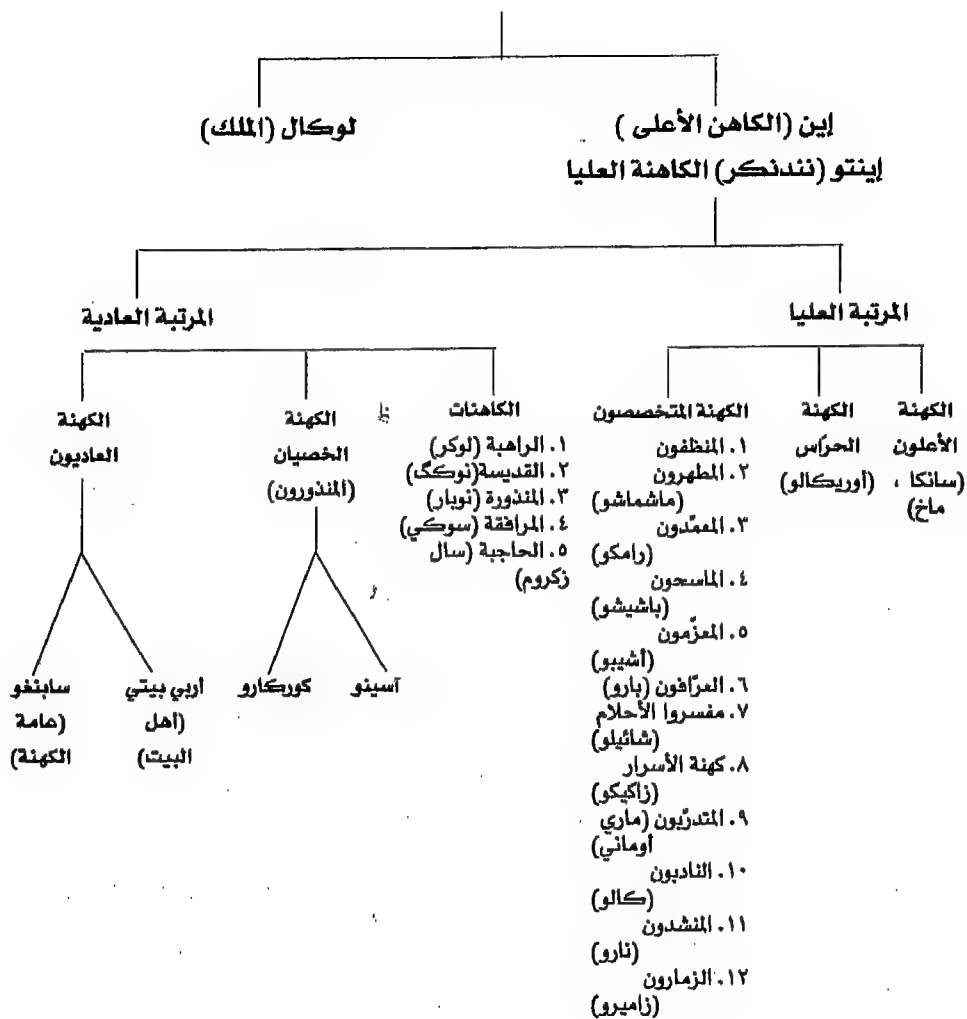 إين (الكاهن الأعلى )
إينتو (نندنكر) الكاهنة العليا
لوكال (الملك)
المرتبة العليا
المرتبة العادية
الكهنة
الأعلون
(سانكا ،
ماخ)
الكهنة
الحراس
(أوريكالو)
الكهنة المتخصصون
١. المنظفون
٢. المطهرون
(ماشماشو)
٣. المعمّدون
(رامكو)
٤. الماسحون
(باشيشو)
٥. المعزّمون
(أشيبو)
٦. العرّافون (بارو)
٧. مفسروا الأحلام
(شائيلو)
٨. كهنة الأسرار
(زاكيكو)
٩. المتدرّبون (ماري
أوماني)
١٠. النادبون
(كالو)
١١. المنشدون
(نارو)
١٢. الزمارون
(زاميرو)
الكاهنات
١. الراهبة (لوكر)
٢. القديسة(نوكگ)
٣. المنذورة (نوبار)
٤. المرافقة (سوكي)
٥. الحاجبة (سال
زكروم)
الكهنة
الخصيان
(المنذورون)
آسينو
كوركارو
الكهنة
العاديون
أربي بيتي
(أهل
البيت)
سابنغو
(عامة
الكهنة)